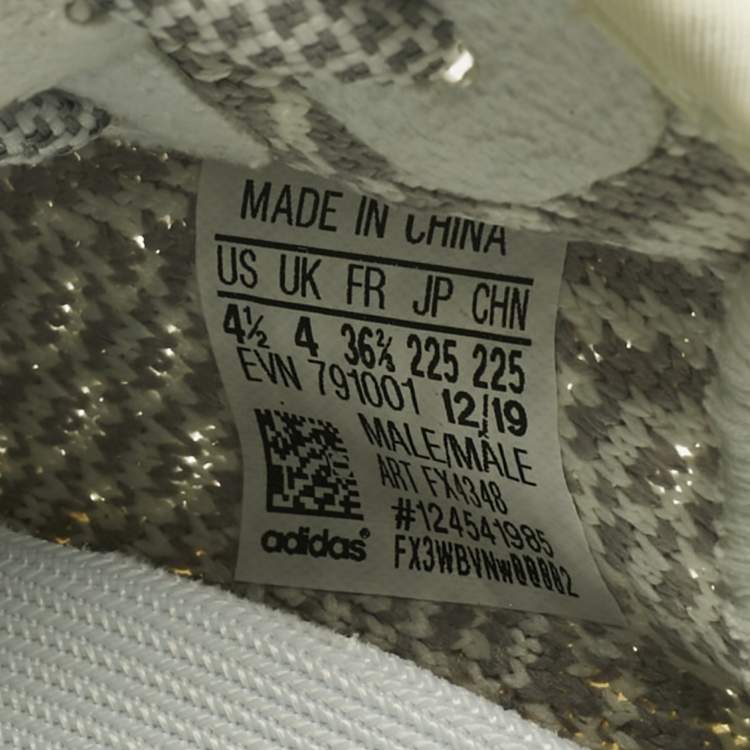 MADE IN CHINA
US UK FR JP CHN
4½ 4 36⅔ 225 225
EVN 791001 12/19
MALE/MALE
ART FX4348
#124541985
adidas®